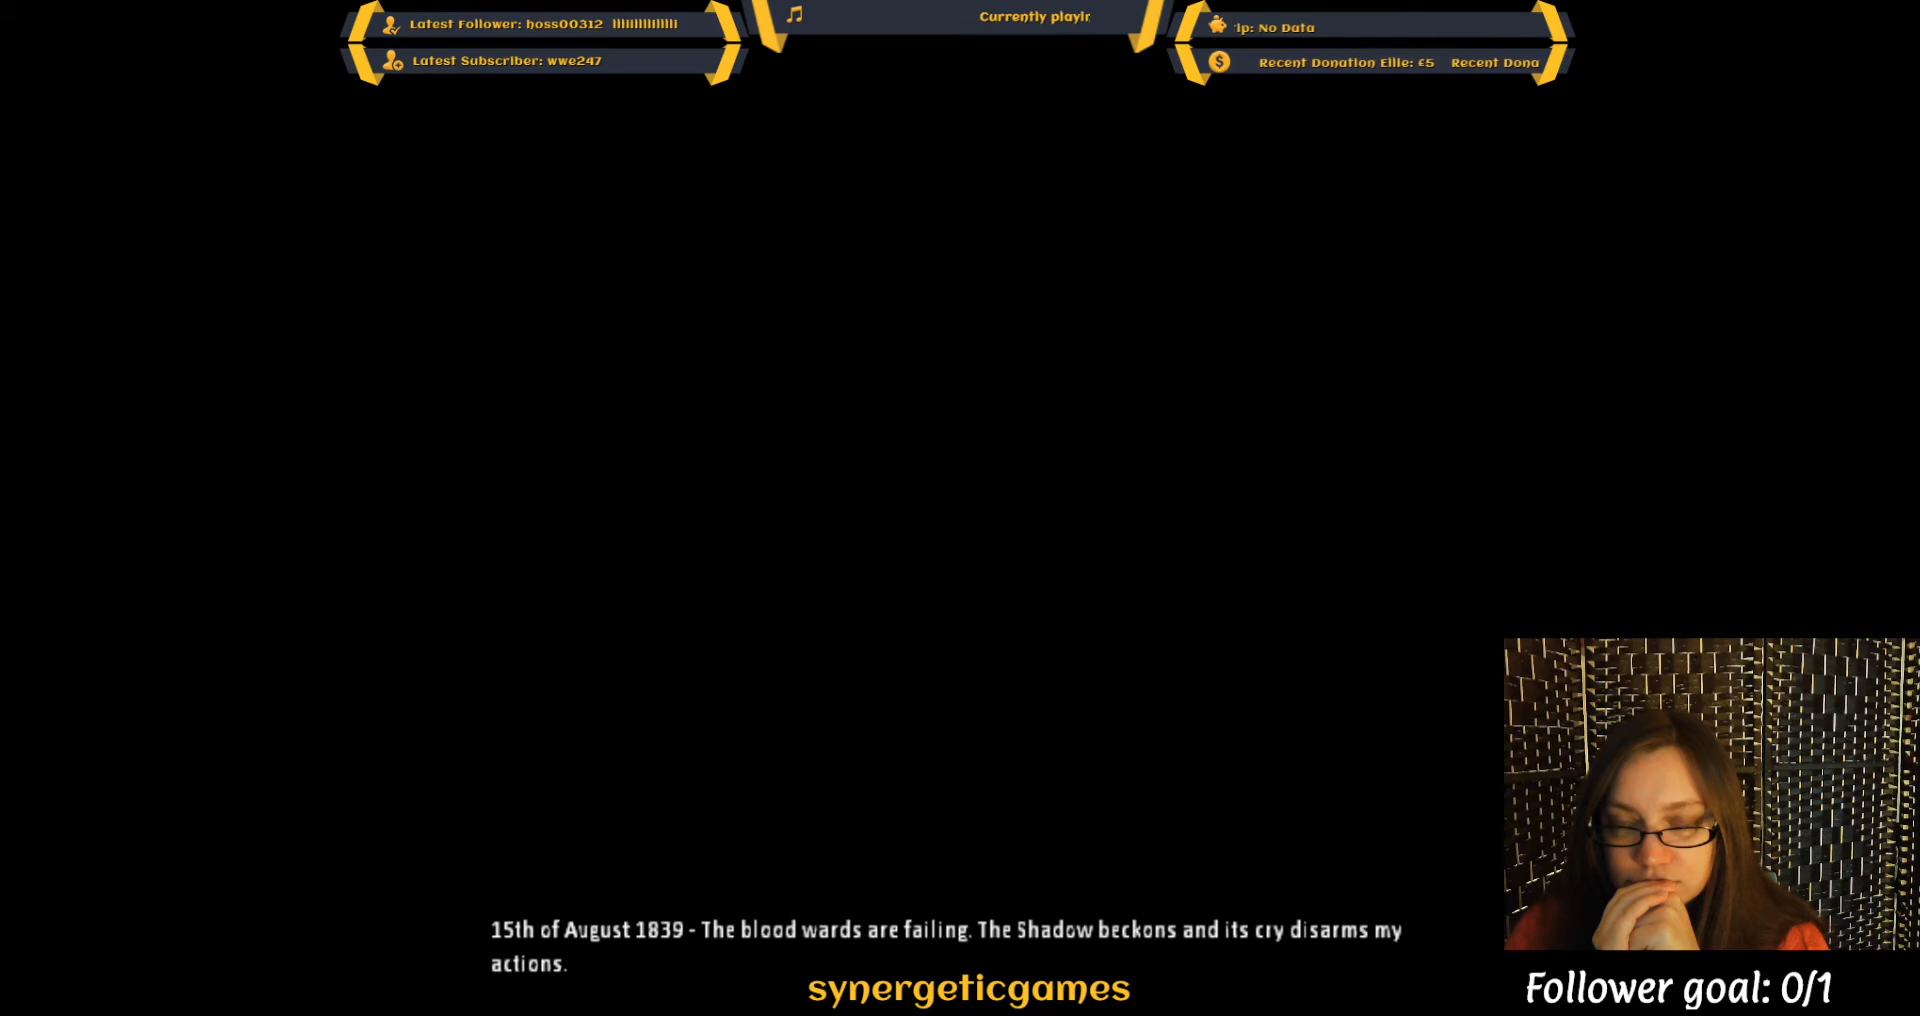 Latest Follower: hoss00312
Currently playin
ip: No Data
Latest Subscriber: wwe247
Recent Donation Ellie: £5 Recent Dona
15th of August 1839 - The blood wards are failing. The Shadow beckons and its cry disarms my
actions.
synergeticgames
Follower goal: 0/1